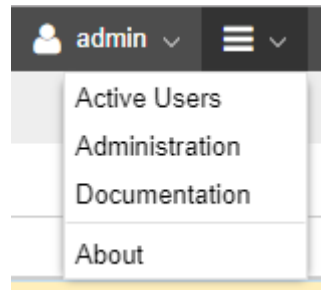 admin
Active Users
Administration
Documentation
About